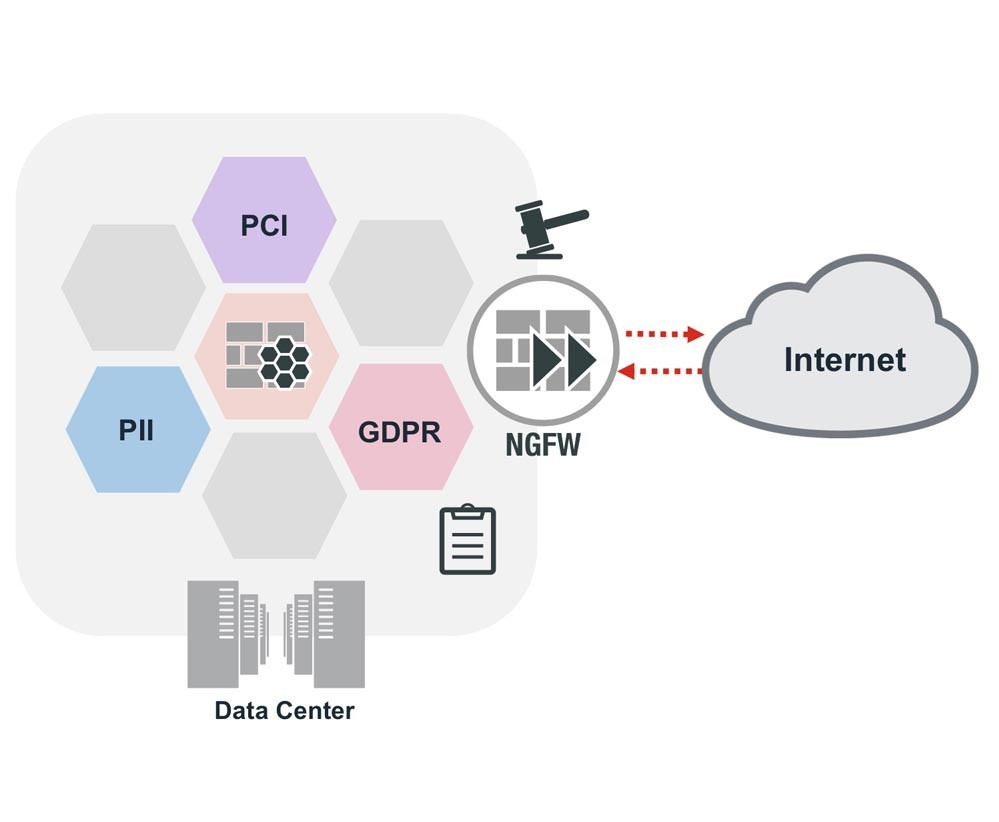 PCI
PII
GDPR
NGFW
Internet
Data Center